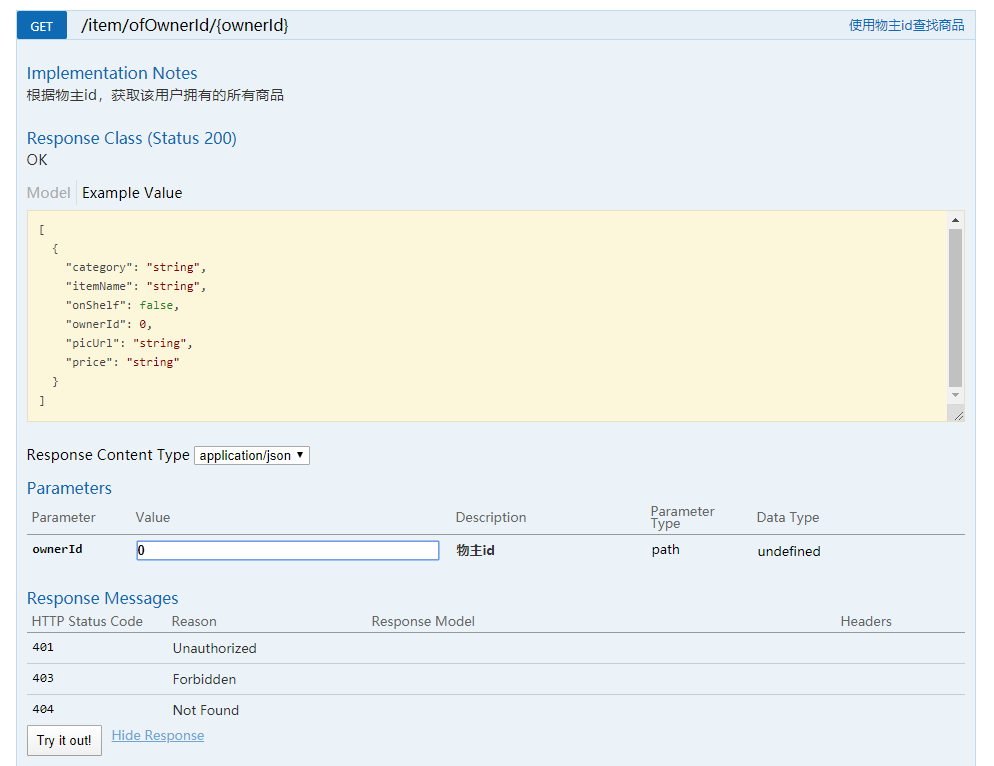 GET /item/ofOwnerId/{ownerId} 使用物主id查找商品
Implementation Notes
根据物主id，获取该用户拥有的所有商品
Response Class (Status 200)
OK
Model Example Value
[
{
"category": "string",
"itemName": "string",
"onShelf": false,
"ownerId": 0,
"picUrl": "string",
"price": "string"
}
]
Response Content Type application/json
Parameters
Parameter Value Description Parameter Type Data Type
ownerId 0 物主id path undefined
Response Messages
HTTP Status Code Reason Response Model Headers
401 Unauthorized
403 Forbidden
404 Not Found
Try it out! Hide Response